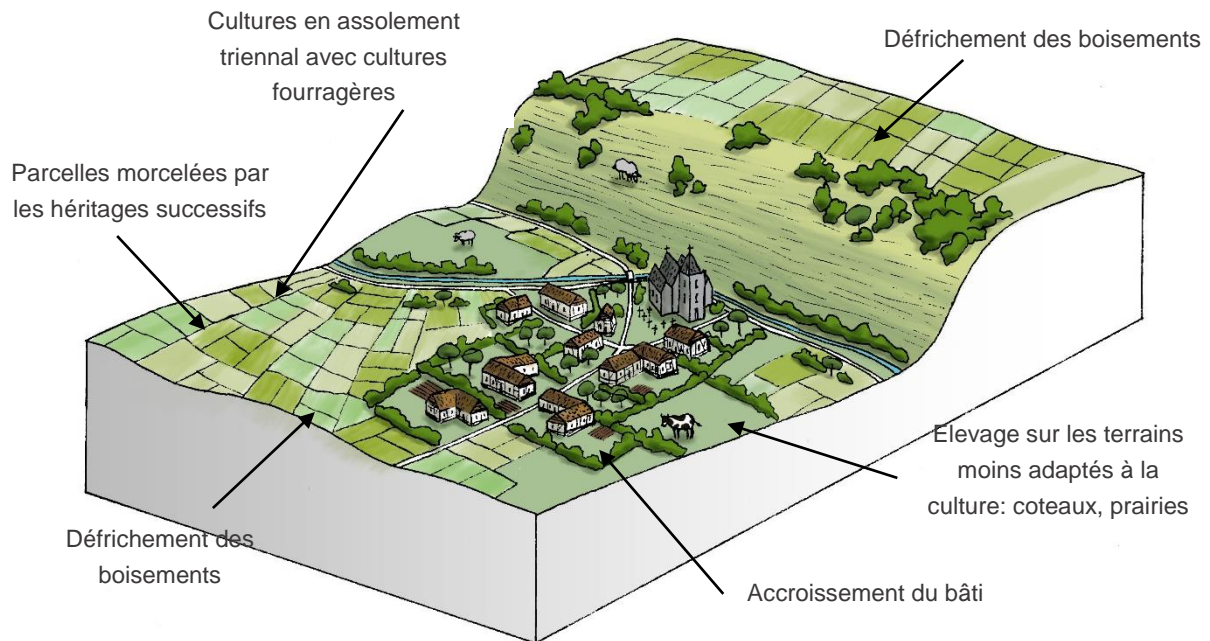 Cultures en assolement
triennal avec cultures
fourragères
Défrichement des boisements
Parcelles morcelées par
les héritages successifs
Elevage sur les terrains
moins adaptés à la
culture: coteaux, prairies
Défrichement des
boisements
Accroissement du bâti